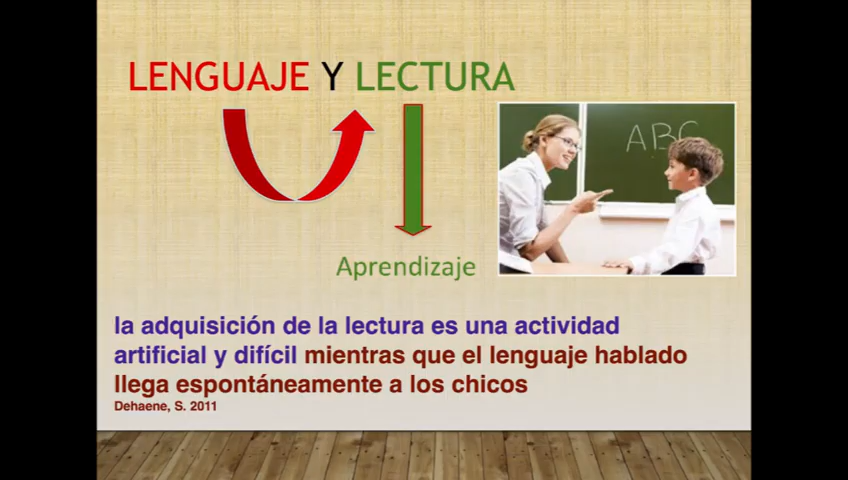 LENGUAJE Y LECTURA
ABC
Aprendizaje
la adquisición de la lectura es una actividad
artificial y difícil mientras que el lenguaje hablado
llega espontáneamente a los chicos
Dehaene, S. 2011